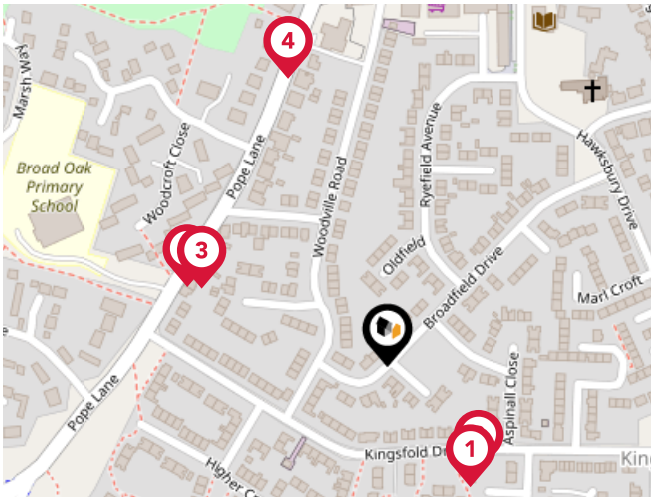 4
Marsh Way
Broad Oak
Primary
School
Woodcroft Close
Pope Lane
Woodville Road
Ryefield Avenue
Hawksbury Drive
3
Oldfield
Broadfield Drive
Marl Croft
Pope Lane
Aspinall Close
1
Kingsfold D
King
Higher C